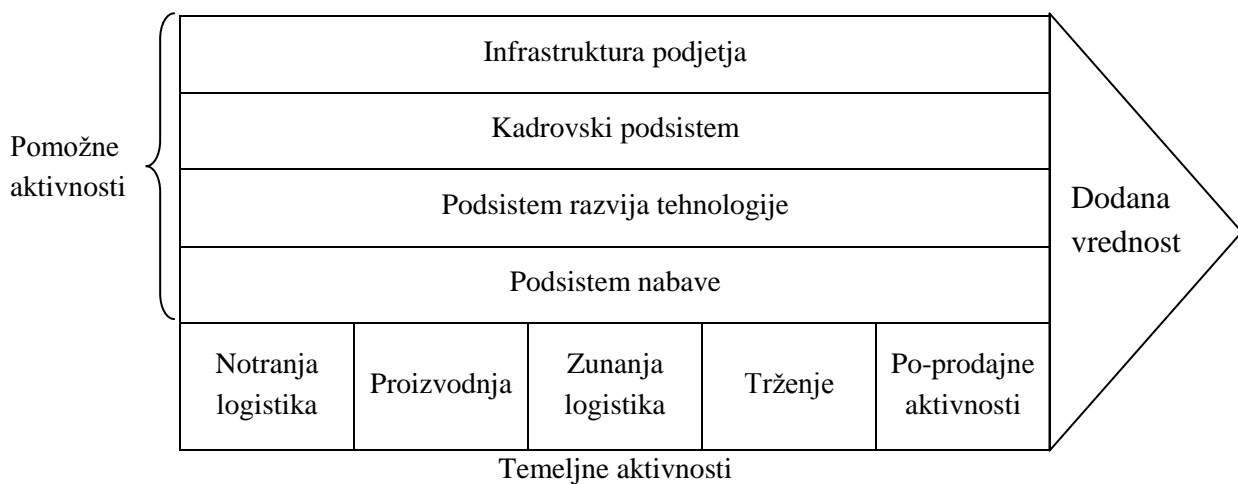 Infrastruktura podjetja
Kadrovski podsistem
Pomožne
aktivnosti
Podsistem razvija tehnologije
Podsistem nabave
Dodana
vrednost
Notranja
logistika
Proizvodnja
Zunanja
logistika
Trženje
Po-prodajne
aktivnosti
Temeljne aktivnosti